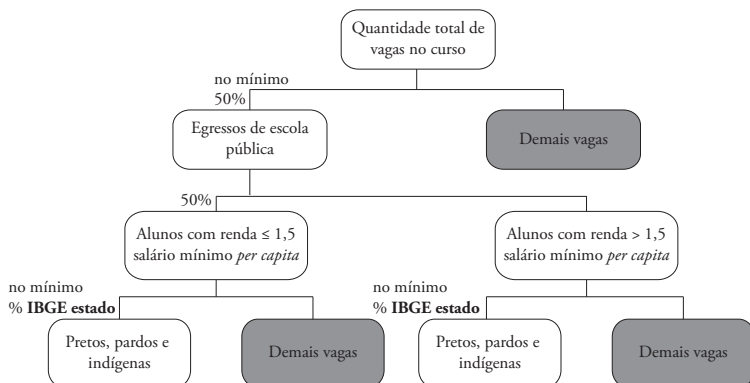 Quantidade total de
vagas no curso
no mínimo
50%
Egressos de escola
pública
Demais vagas
50%
Alunos com renda ≤ 1,5
salário mínimo per capita
Alunos com renda > 1,5
salário mínimo per capita
no mínimo
% IBGE estado
no mínimo
% IBGE estado
Pretos, pardos e
indígenas
Demais vagas
Pretos, pardos e
indígenas
Demais vagas